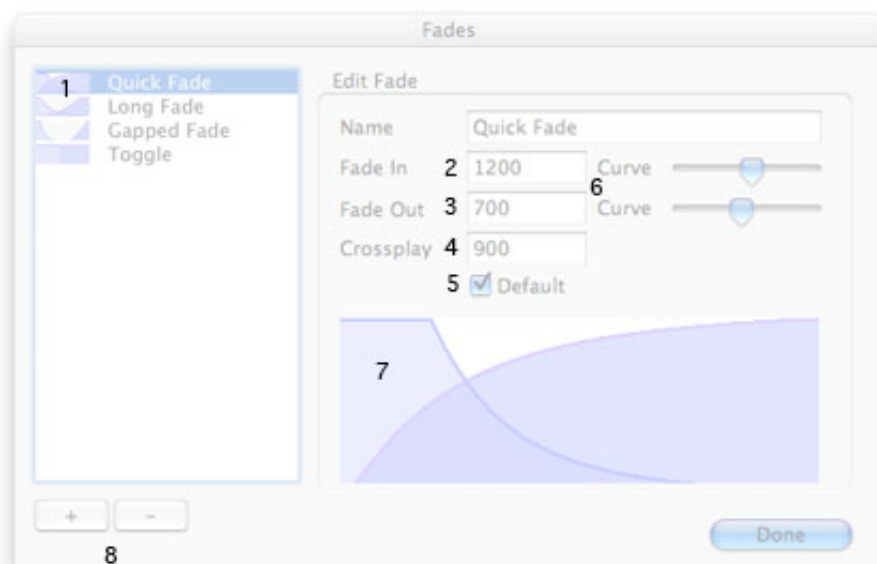 Fades
1 Quick Fade
Long Fade
Gapped Fade
Toggle
Edit Fade
Name Quick Fade
Fade In 2 1200 Curve
6
Fade Out 3 700 Curve
Crossplay 4 900
5 Default
7
+ -
8
Done